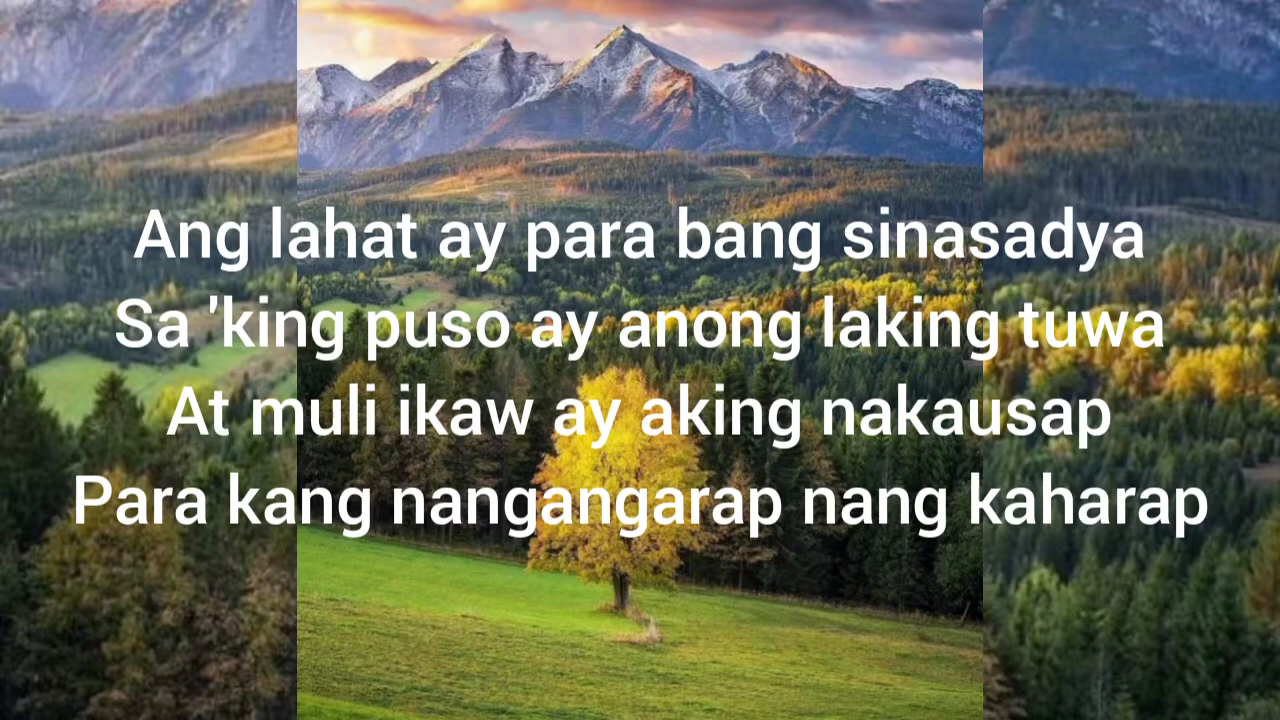 Ang lahat ay para bang sinasadya
Sa 'king puso ay anong laking tuwa
At muli ikaw ay aking nakausap
Para kang nangangarap nang kaharap